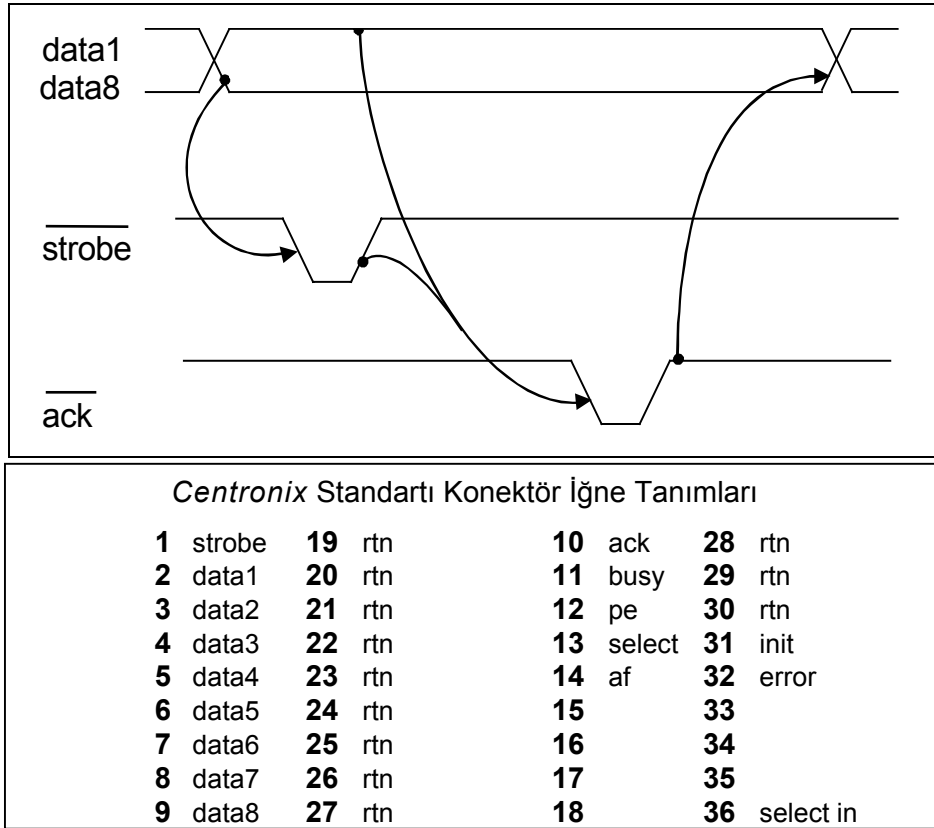 data1
data8
strobe
ack
Centronix Standartı Konektör İğne Tanımları
1 strobe 19 rtn 10 ack 28 rtn
2 data1 20 rtn 11 busy 29 rtn
3 data2 21 rtn 12 pe 30 rtn
4 data3 22 rtn 13 select 31 init
5 data4 23 rtn 14 af 32 error
6 data5 24 rtn 15 33
7 data6 25 rtn 16 34
8 data7 26 rtn 17 35
9 data8 27 rtn 18 36 select in